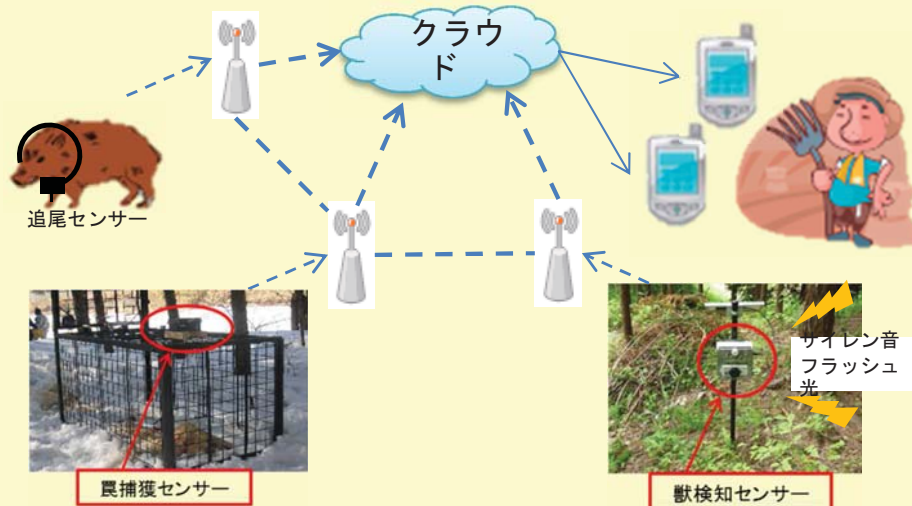 クラウ
ド
追尾センサー
サイレン音
フラッシュ
光
罠捕獲センサー
獣検知センサー